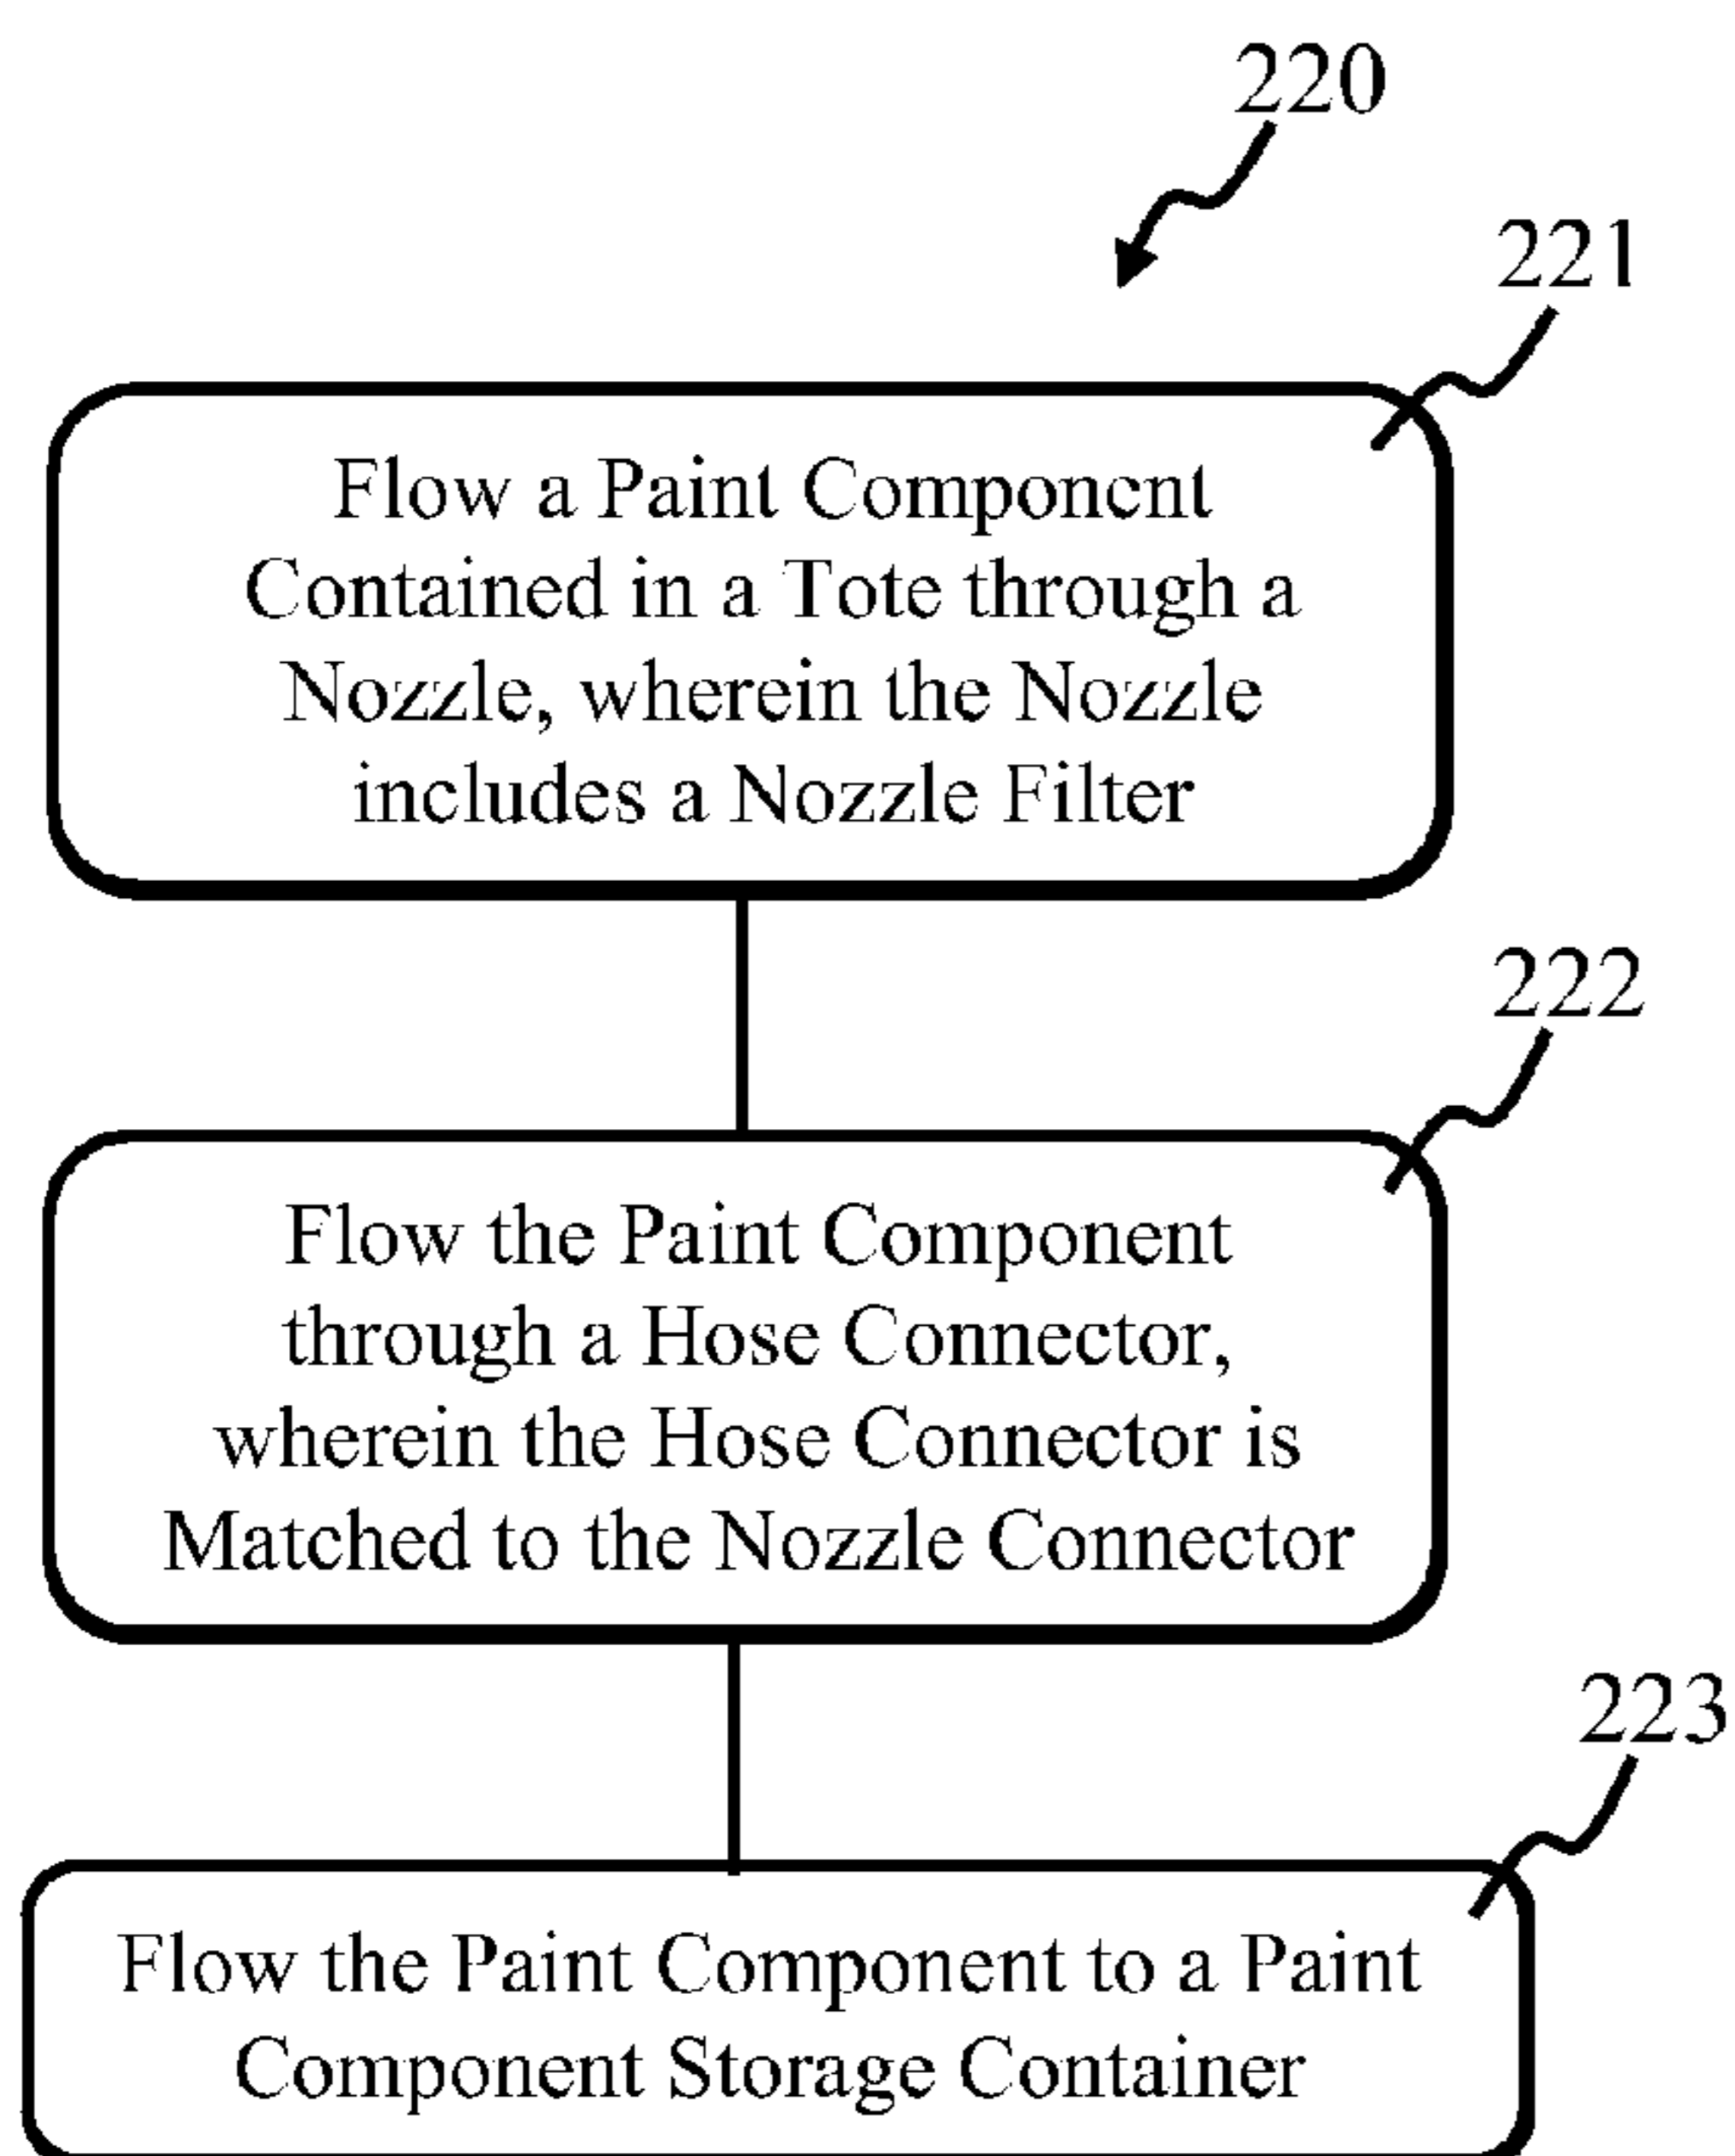 220
221
Flow a Paint Component
Contained in a Tote through a
Nozzle, wherein the Nozzle
includes a Nozzle Filter
222
Flow the Paint Component
through a Hose Connector,
wherein the Hose Connector is
Matched to the Nozzle Connector
223
Flow the Paint Component to a Paint
Component Storage Container